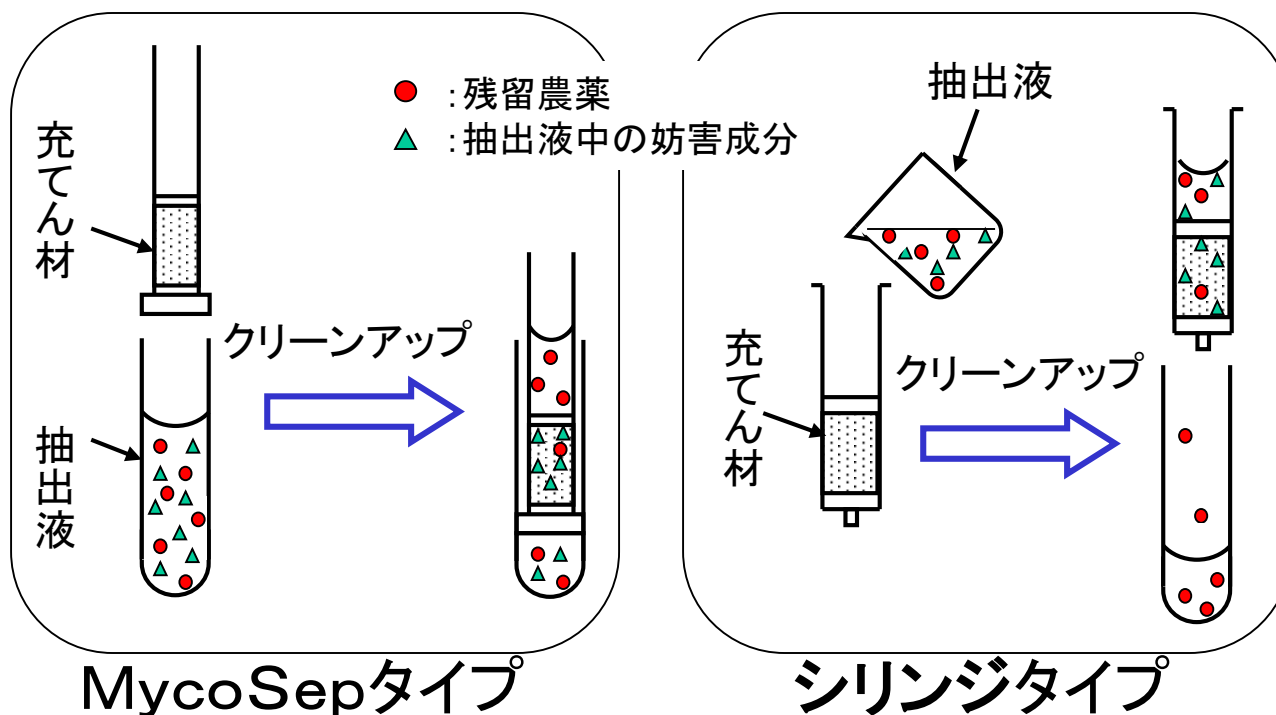 ：残留農薬
：抽出液中の妨害成分
充てん材
クリーンアップ
抽出液
MycoSepタイプ
抽出液
充てん材
クリーンアップ
シリンジタイプ